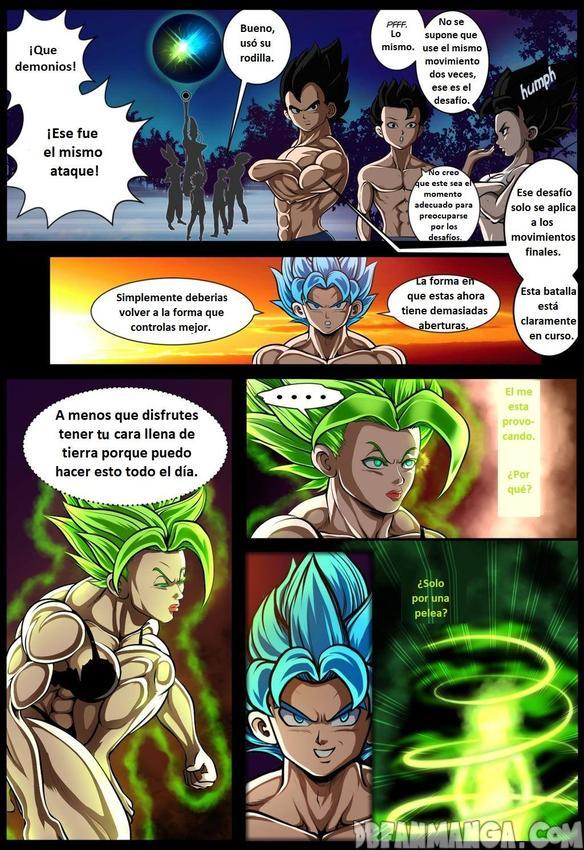 ¡Que
demonios!
¡Ese fue
el mismo
ataque!
Bueno,
usó su
rodilla.
PFFF.
Lo
mismo.
No se
supone que
use el mismo
movimiento
dos veces,
ese es el
desafío.
humph
No creo
que este sea el
momento
adecuado para
preocuparse
por los
desafíos.
Ese desafío
solo se aplica
a los
movimientos
finales.
Esta batalla
está
claramente
en curso.
Simplemente deberias
volver a la forma que
controlas mejor.
La forma en
que estas ahora
tiene demasiadas
aberturas.
A menos que disfrutes
tener tu cara llena de
tierra porque puedo
hacer esto todo el día.
...
El me
esta
provo-
cando.
¿Por
qué?
¿Solo
por una
pelea?
DBFANMANGA.COM